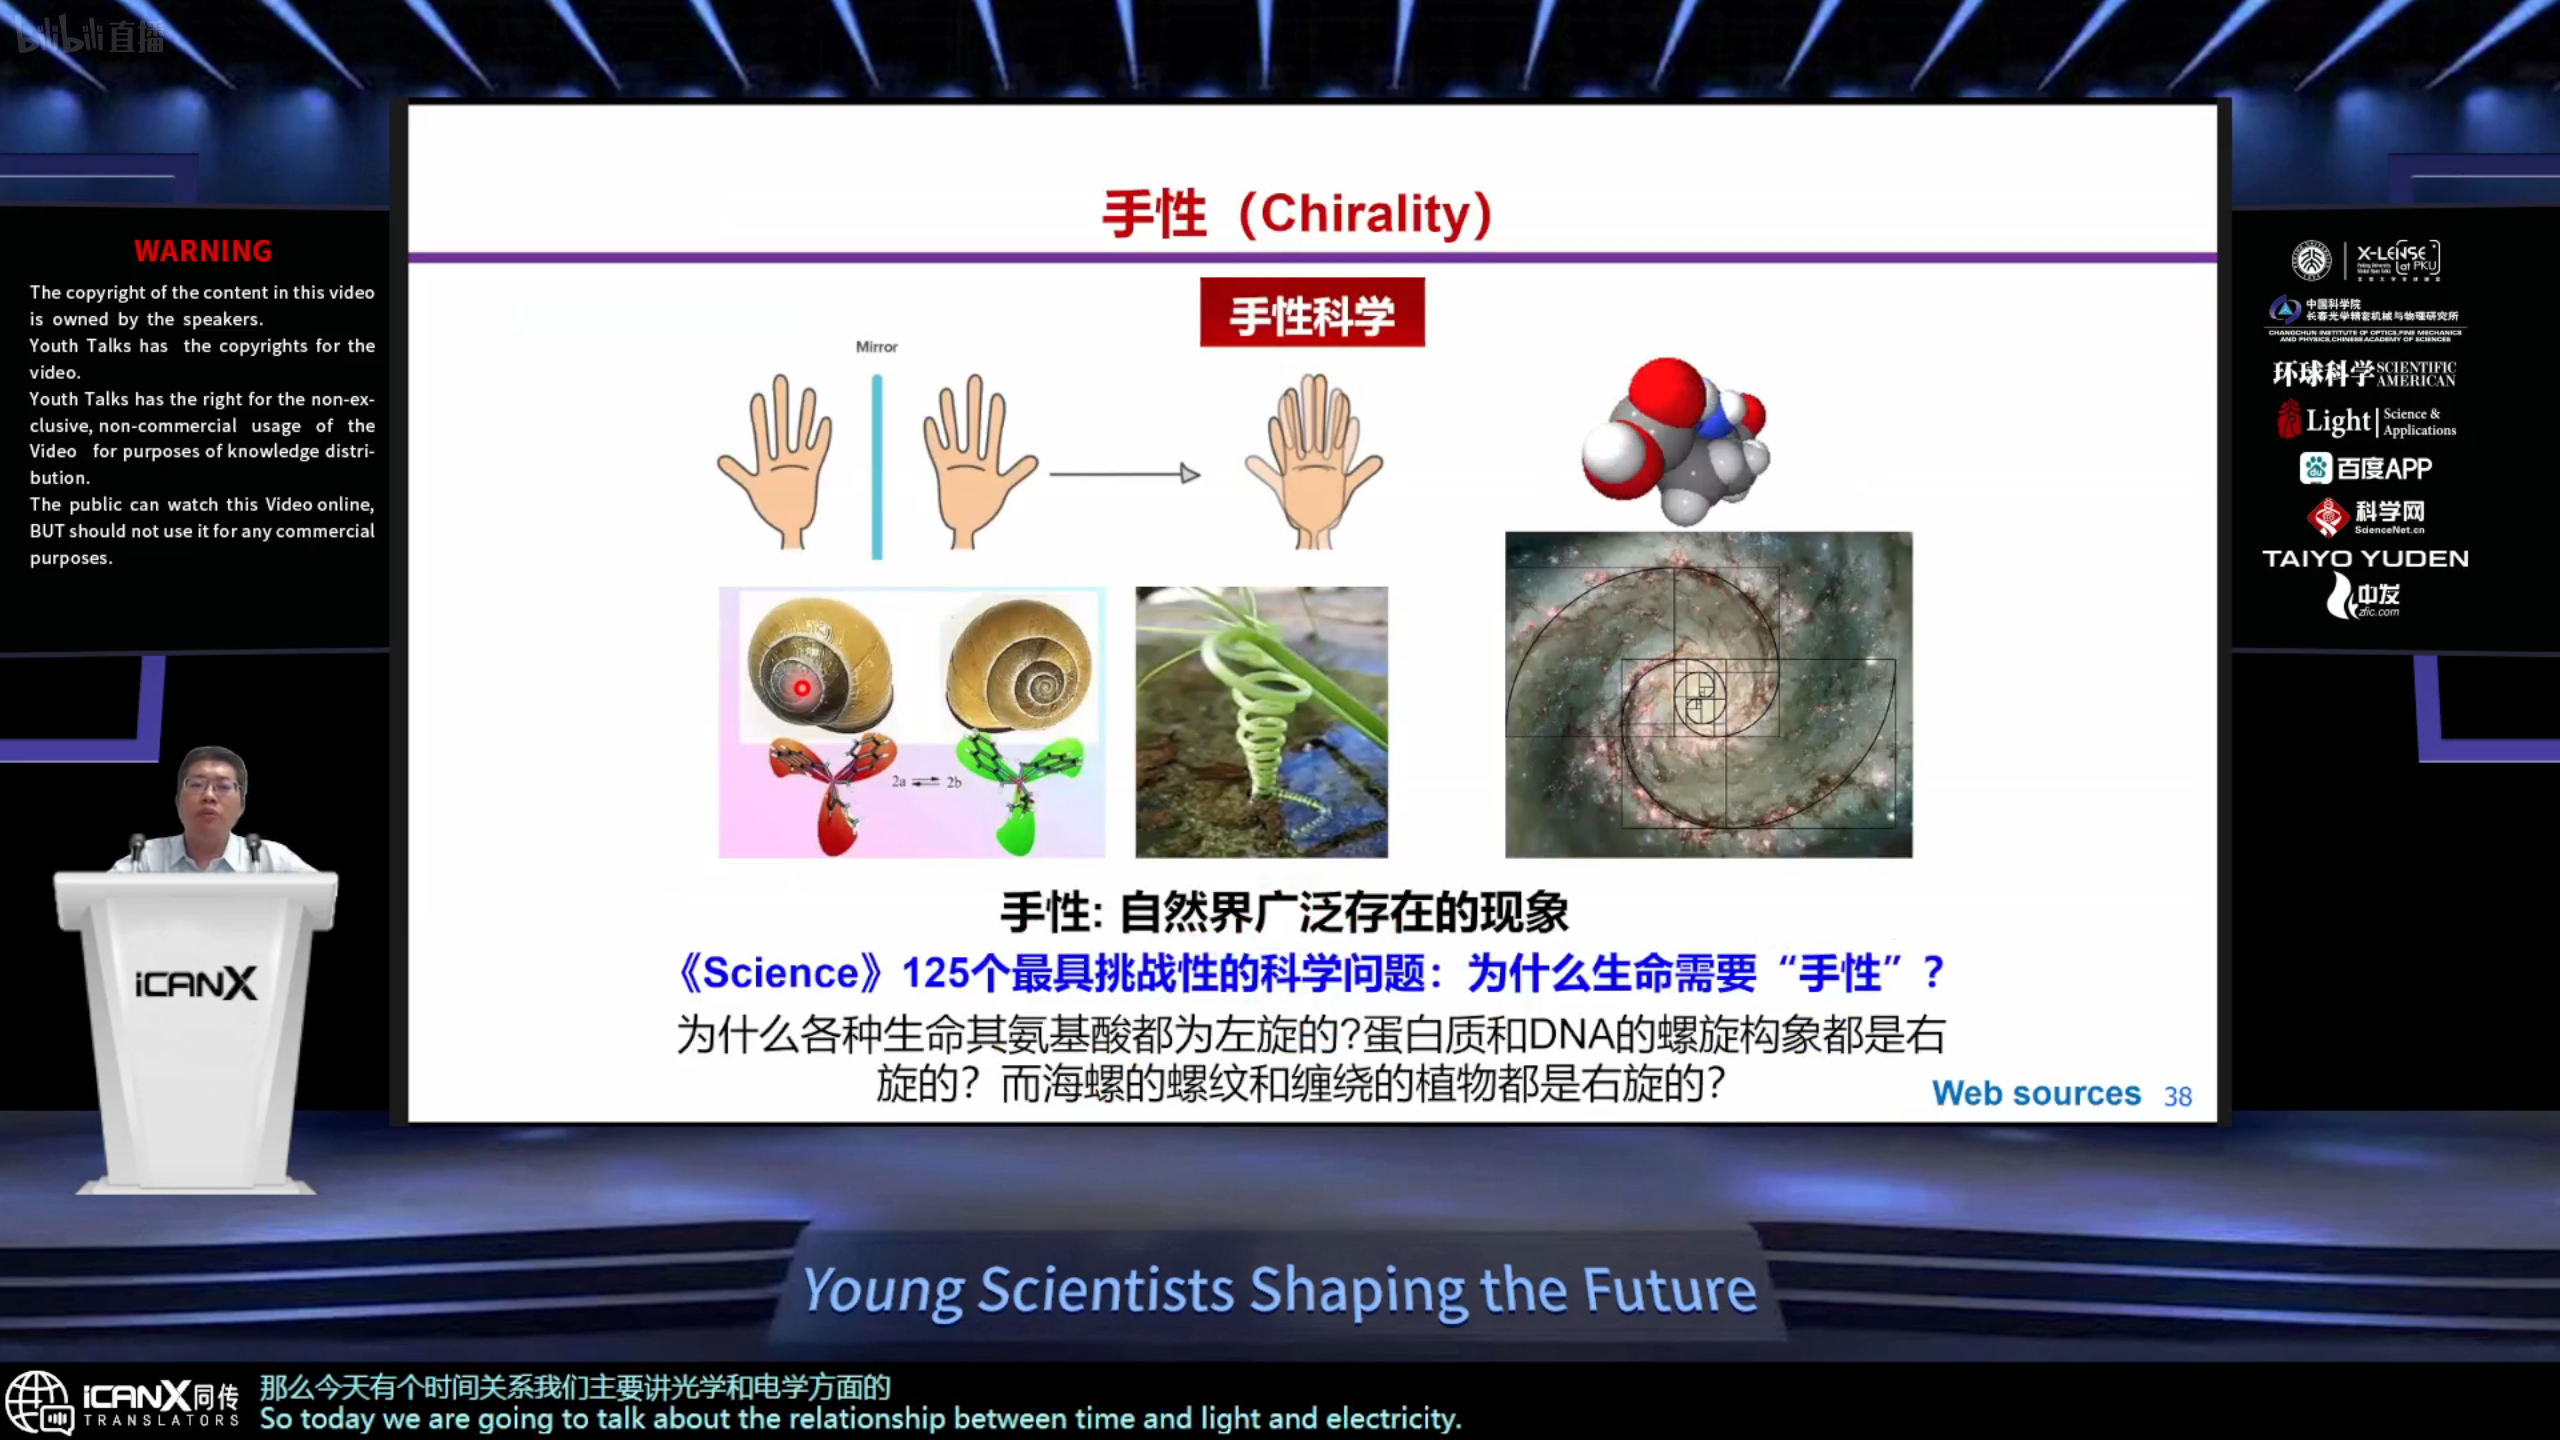 bilibili 直播
手性（Chirality）
手性科学
Mirror
2a
2b
手性: 自然界广泛存在的现象
《Science》125个最具挑战性的科学问题：为什么生命需要“手性”？
为什么各种生命其氨基酸都为左旋的?蛋白质和DNA的螺旋构象都是右
旋的？而海螺的螺纹和缠绕的植物都是右旋的?
Web sources 38
WARNING
The copyright of the content in this video
is owned by the speakers.
Youth Talks has the copyrights for the
video.
Youth Talks has the right for the non-ex-
clusive, non-commercial usage of the
Video for purposes of knowledge distri-
bution.
The public can watch this Video online,
BUT should not use it for any commercial
purposes.
X-LENSE
at PKU
中国科学院
长春光学精密机械与物理研究所
CHANGCHUN INSTITUTE OF OPTICS,FINE MECHANICS
AND PHYSICS,CHINESE ACADEMY OF SCIENCES
环球科学 SCIENTIFIC
AMERICAN
Light Science &
Applications
du 百度APP
科学网
ScienceNet.cn
TAIYO YUDEN
中发
zfic.com
iCANX
Young Scientists Shaping the Future
iCANX同传
TRANSLATORS
那么今天有个时间关系我们主要讲光学和电学方面的
So today we are going to talk about the relationship between time and light and electricity.